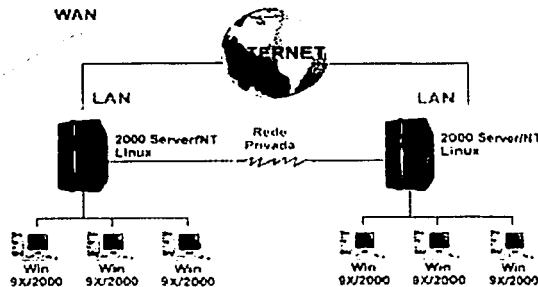 WAN
INTERNET
LAN
LAN
2000 Server/NT
Linux
Rede
Privada
2000 Server/NT
Linux
Win
9X/2000
Win
9X/2000
Win
9X/2000
Win
9X/2000
Win
9X/2000
Win
9X/2000